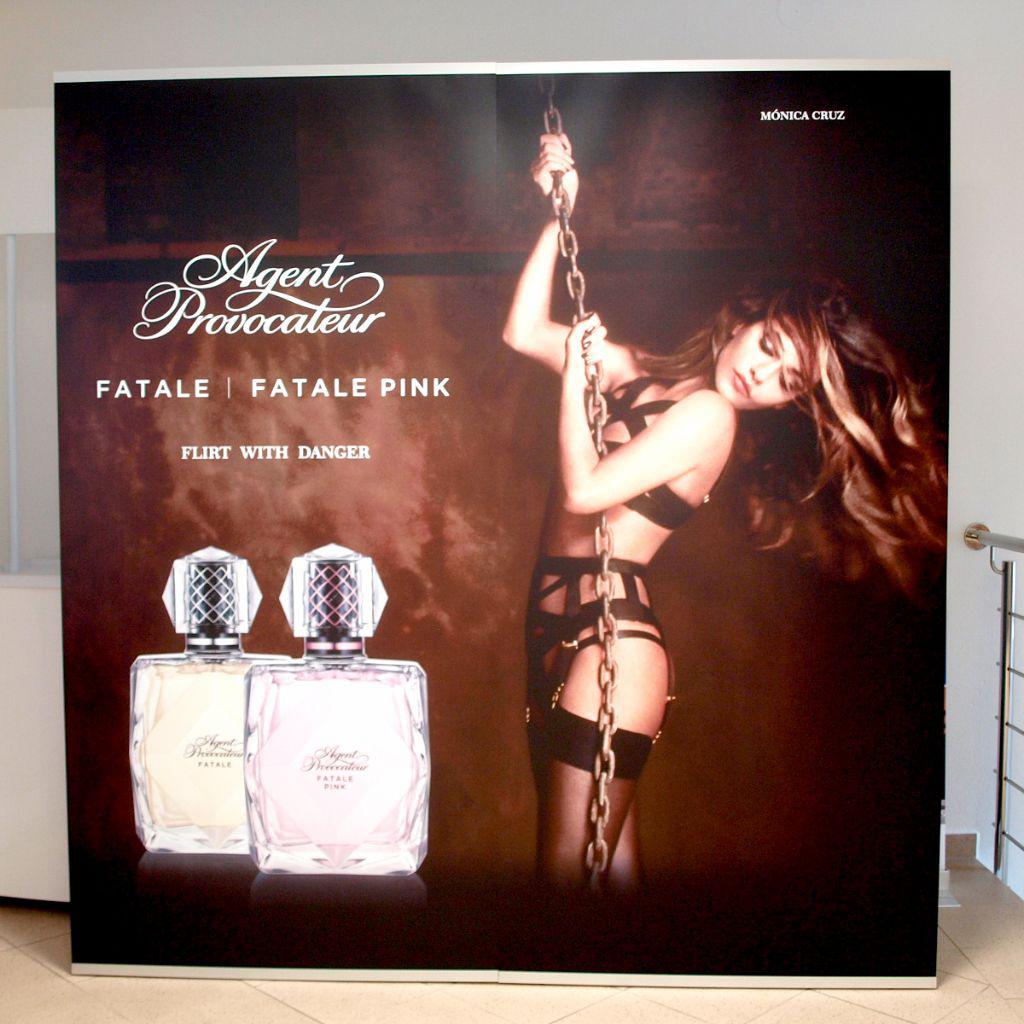 MÓNICA CRUZ
Agent
Provocateur
FATALE | FATALE PINK
FLIRT WITH DANGER
Agent
Provocateur
FATALE
Agent
Provocateur
FATALE
PINK